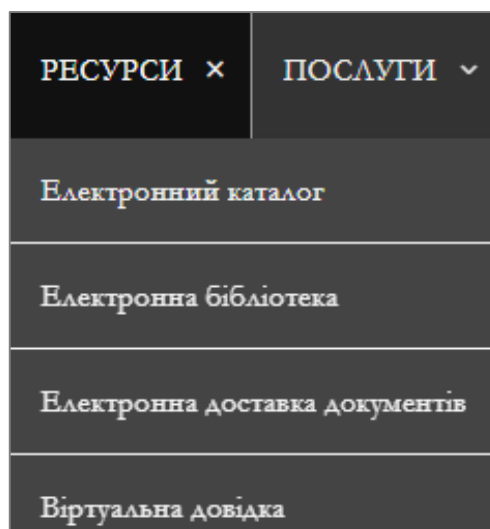 РЕСУРСИ × ПОСЛУГИ
Електронний каталог
Електронна бібліотека
Електронна доставка документів
Віртуальна довідка